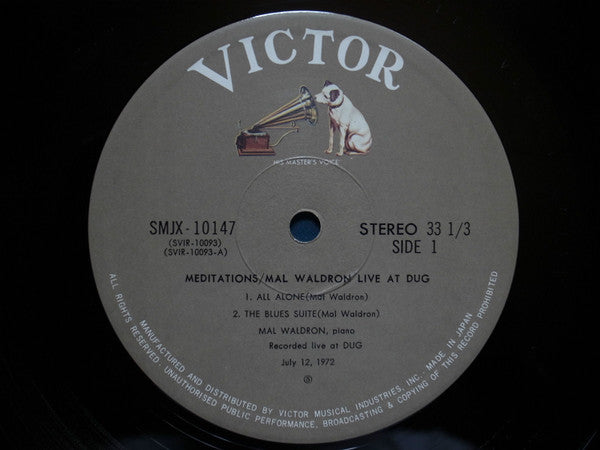 VICTOR
HIS MASTER'S VOICE
SMJX-10147
(SVIR-10093)
(SVIR-10093-A)
STEREO 33 1/3
SIDE 1
MEDITATIONS/MAL WALDRON LIVE AT DUG
1. ALL ALONE(Mal Waldron)
2. THE BLUES SUITE(Mal Waldron)
MAL WALDRON, piano
Recorded live at DUG
July 12, 1972
Ⓢ
ALL RIGHTS RESERVED. UNAUTHORISED PUBLIC PERFORMANCE, BROADCASTING & COPYING OF THIS RECORD PROHIBITED
MANUFACTURED AND DISTRIBUTED BY VICTOR MUSICAL INDUSTRIES, INC., MADE IN JAPAN